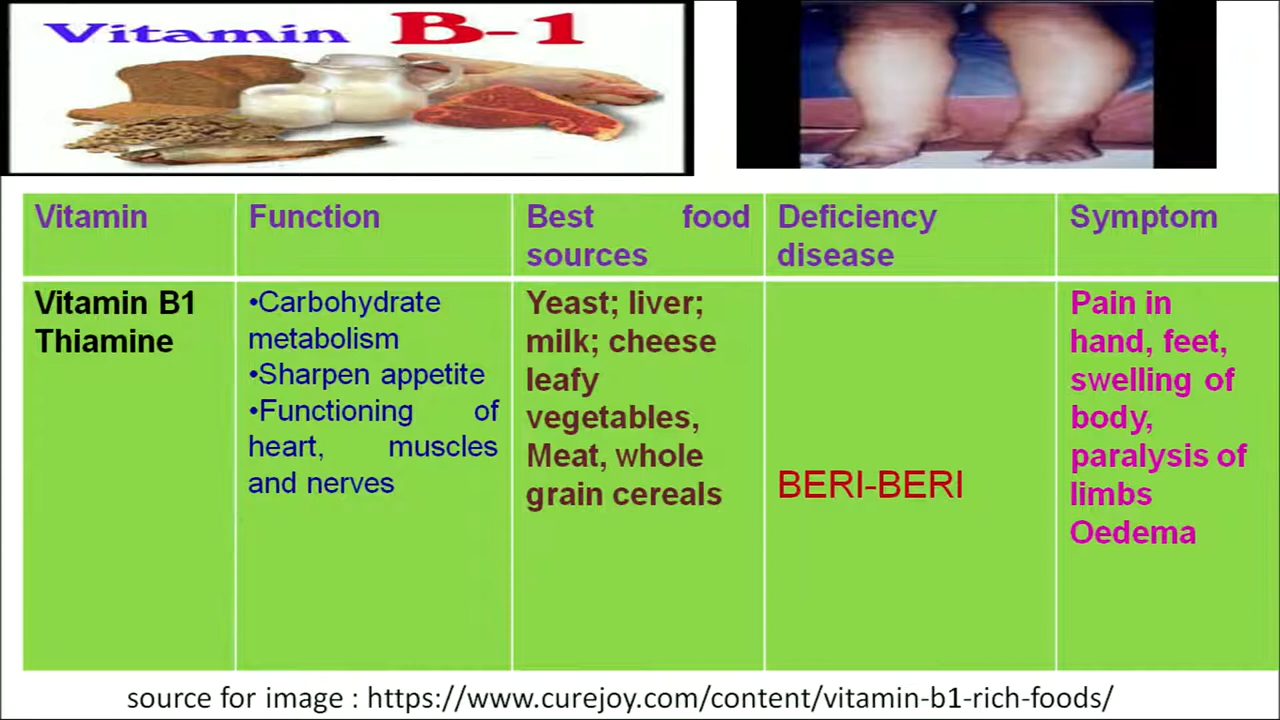 Vitamin B-1
Vitamin
Function
Best food
sources
Deficiency
disease
Symptom
Vitamin B1
Thiamine
•Carbohydrate
metabolism
•Sharpen appetite
•Functioning of
heart, muscles
and nerves
Yeast; liver;
milk; cheese
leafy
vegetables,
Meat, whole
grain cereals
BERI-BERI
Pain in
hand, feet,
swelling of
body,
paralysis of
limbs
Oedema
source for image : https://www.curejoy.com/content/vitamin-b1-rich-foods/